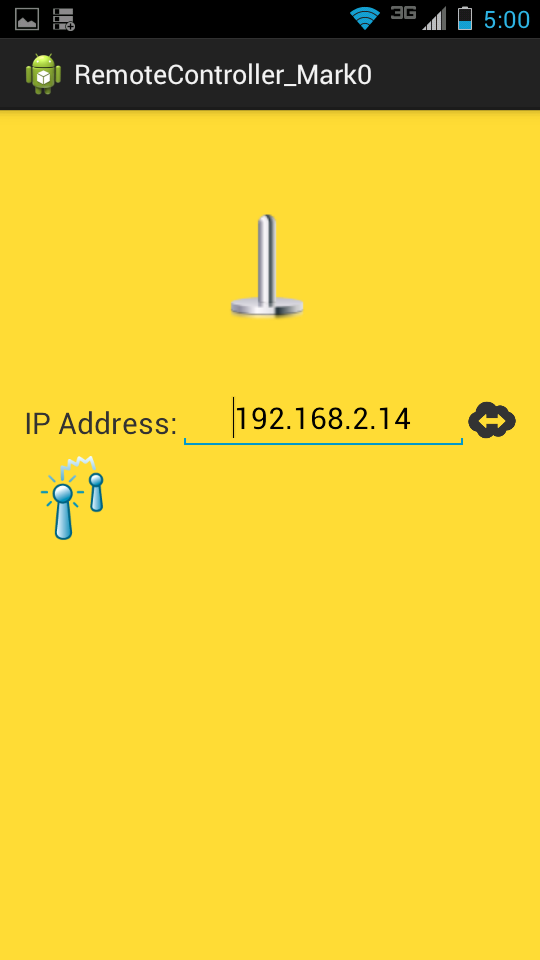 3G 5:00
RemoteController_Mark0
IP Address: 192.168.2.14